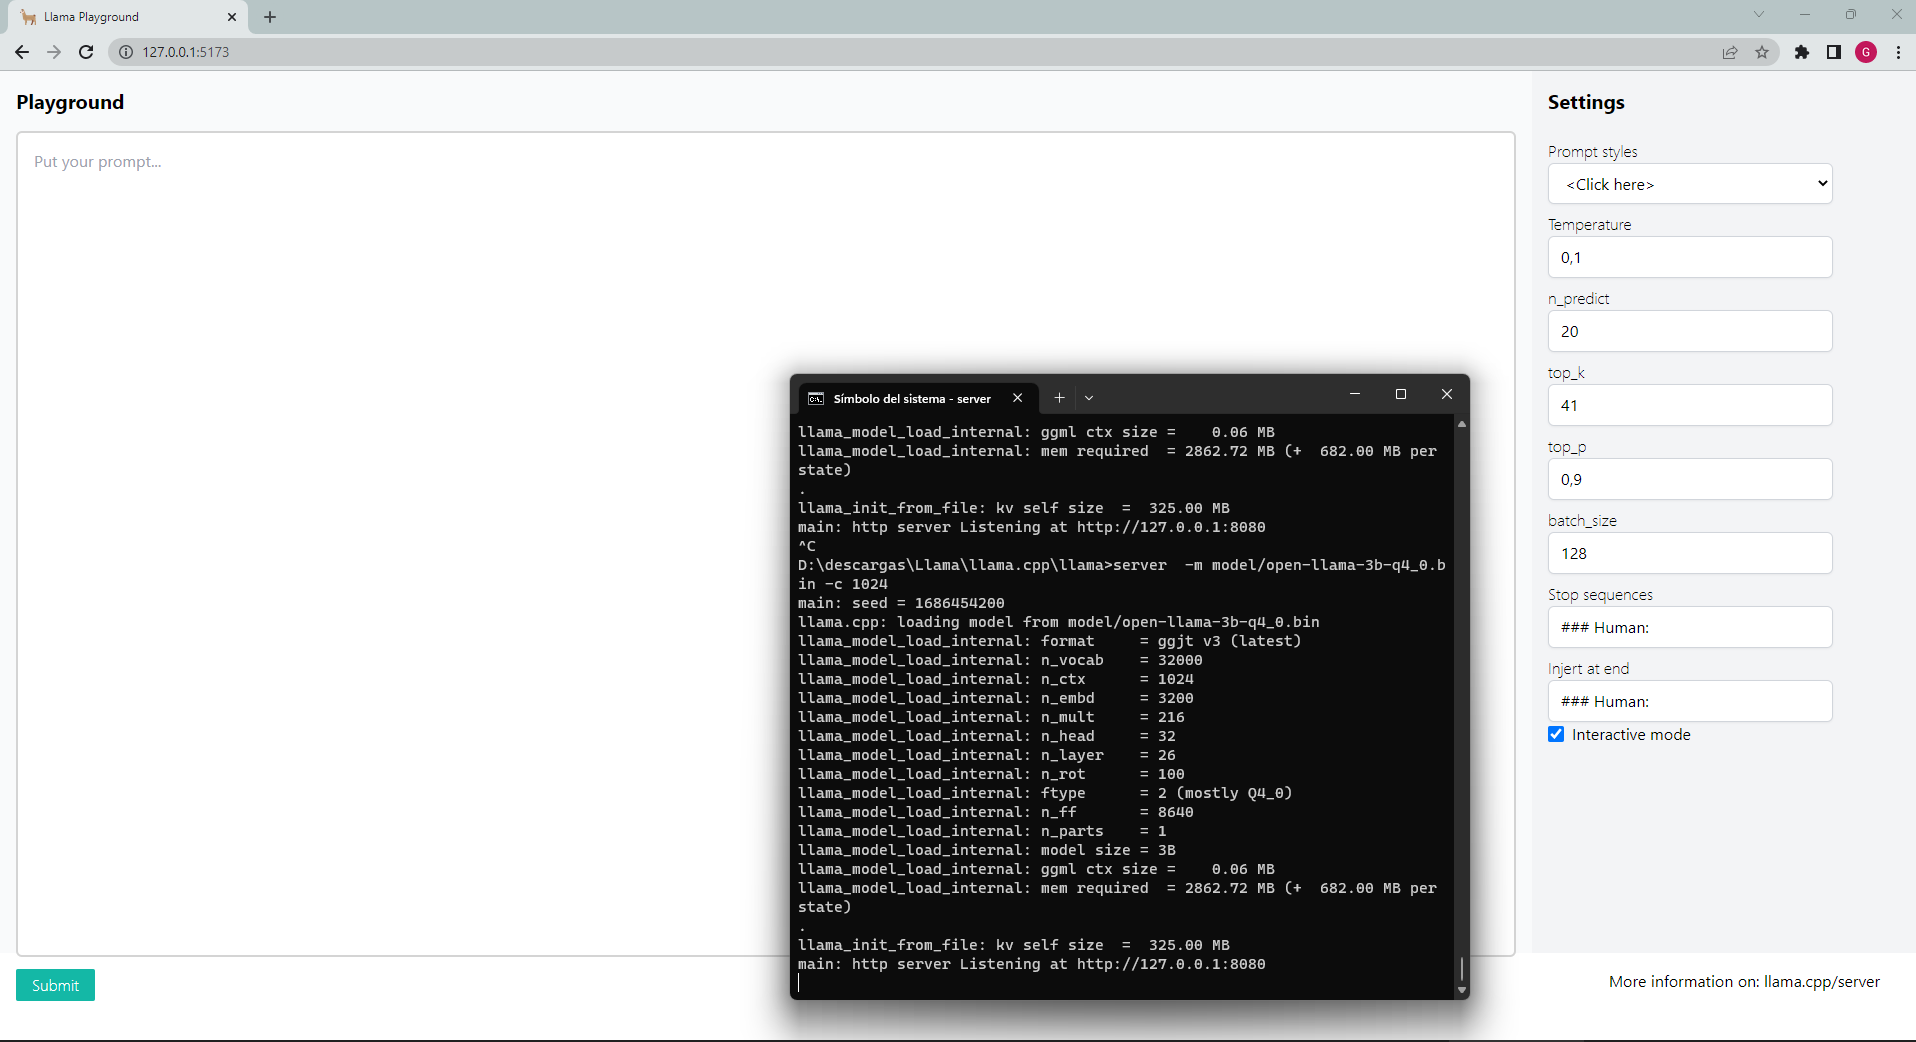 Llama Playground
127.0.0.1:5173
G
Playground
Put your prompt...
Submit
Settings
Prompt styles
<Click here>
Temperature
0,1
n_predict
20
top_k
41
top_p
0,9
batch_size
128
Stop sequences
### Human:
Injert at end
### Human:
Interactive mode
More information on: llama.cpp/server
Símbolo del sistema - server
llama_model_load_internal: ggml ctx size =    0.06 MB
llama_model_load_internal: mem required  = 2862.72 MB (+  682.00 MB per
state)
.
llama_init_from_file: kv self size  =  325.00 MB
main: http server Listening at http://127.0.0.1:8080
^C
D:\descargas\Llama\llama.cpp\llama>server  -m model/open-llama-3b-q4_0.b
in -c 1024
main: seed = 1686454200
llama.cpp: loading model from model/open-llama-3b-q4_0.bin
llama_model_load_internal: format     = ggjt v3 (latest)
llama_model_load_internal: n_vocab    = 32000
llama_model_load_internal: n_ctx      = 1024
llama_model_load_internal: n_embd     = 3200
llama_model_load_internal: n_mult     = 216
llama_model_load_internal: n_head     = 32
llama_model_load_internal: n_layer    = 26
llama_model_load_internal: n_rot      = 100
llama_model_load_internal: ftype      = 2 (mostly Q4_0)
llama_model_load_internal: n_ff       = 8640
llama_model_load_internal: n_parts    = 1
llama_model_load_internal: model size = 3B
llama_model_load_internal: ggml ctx size =    0.06 MB
llama_model_load_internal: mem required  = 2862.72 MB (+  682.00 MB per
state)
.
llama_init_from_file: kv self size  =  325.00 MB
main: http server Listening at http://127.0.0.1:8080